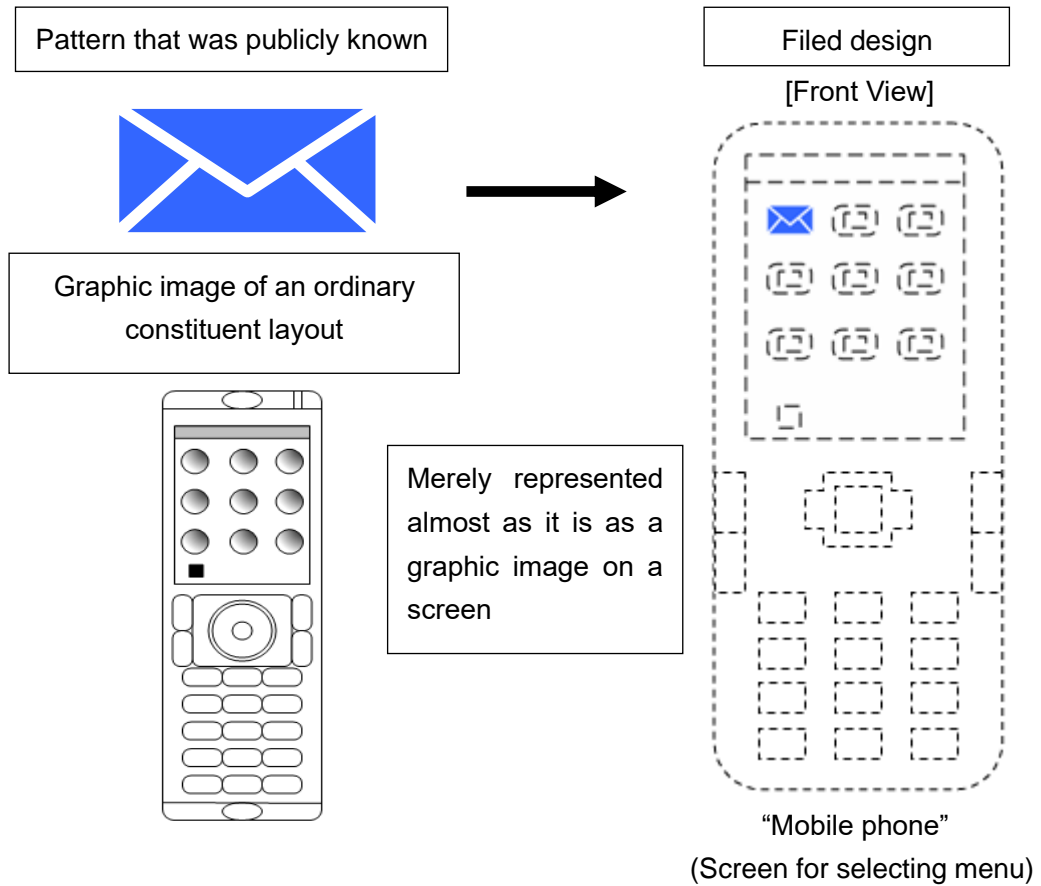 Pattern that was publicly known
Graphic image of an ordinary
constituent layout
Merely represented
almost as it is as a
graphic image on a
screen
Filed design
[Front View]
“Mobile phone”
(Screen for selecting menu)